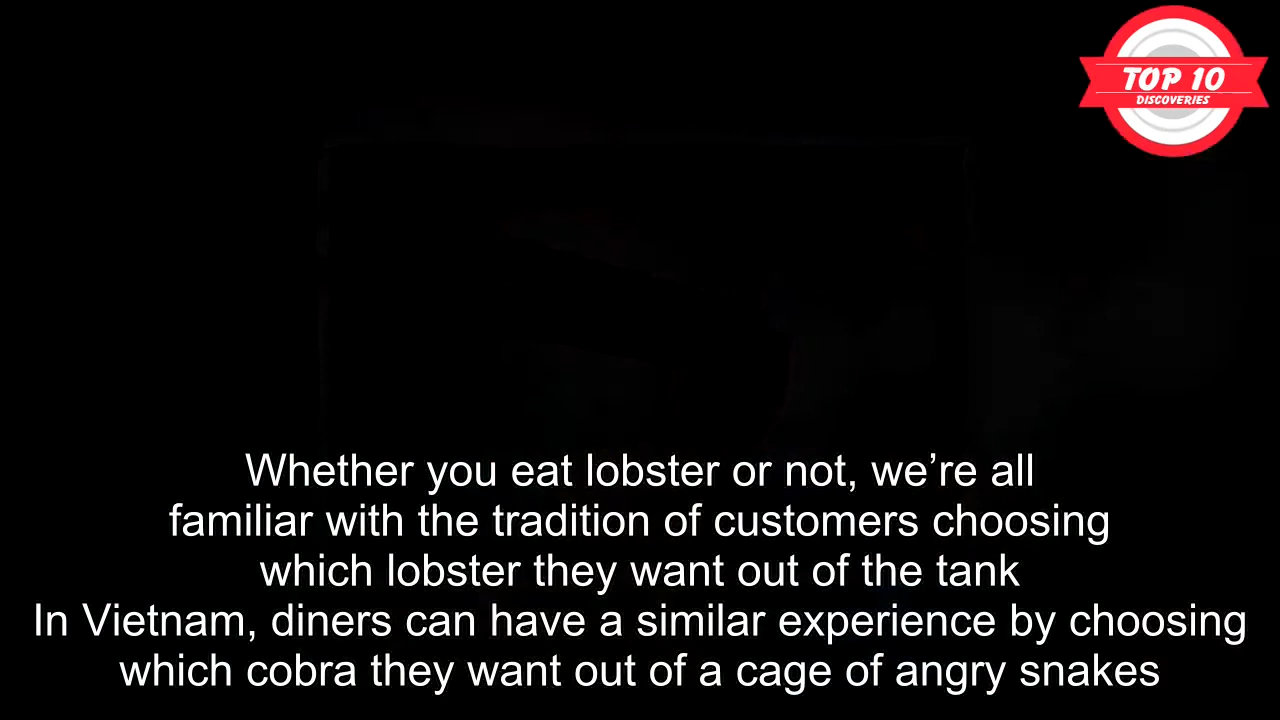 TOP 10
DISCOVERIES
Whether you eat lobster or not, we’re all
familiar with the tradition of customers choosing
which lobster they want out of the tank
In Vietnam, diners can have a similar experience by choosing
which cobra they want out of a cage of angry snakes